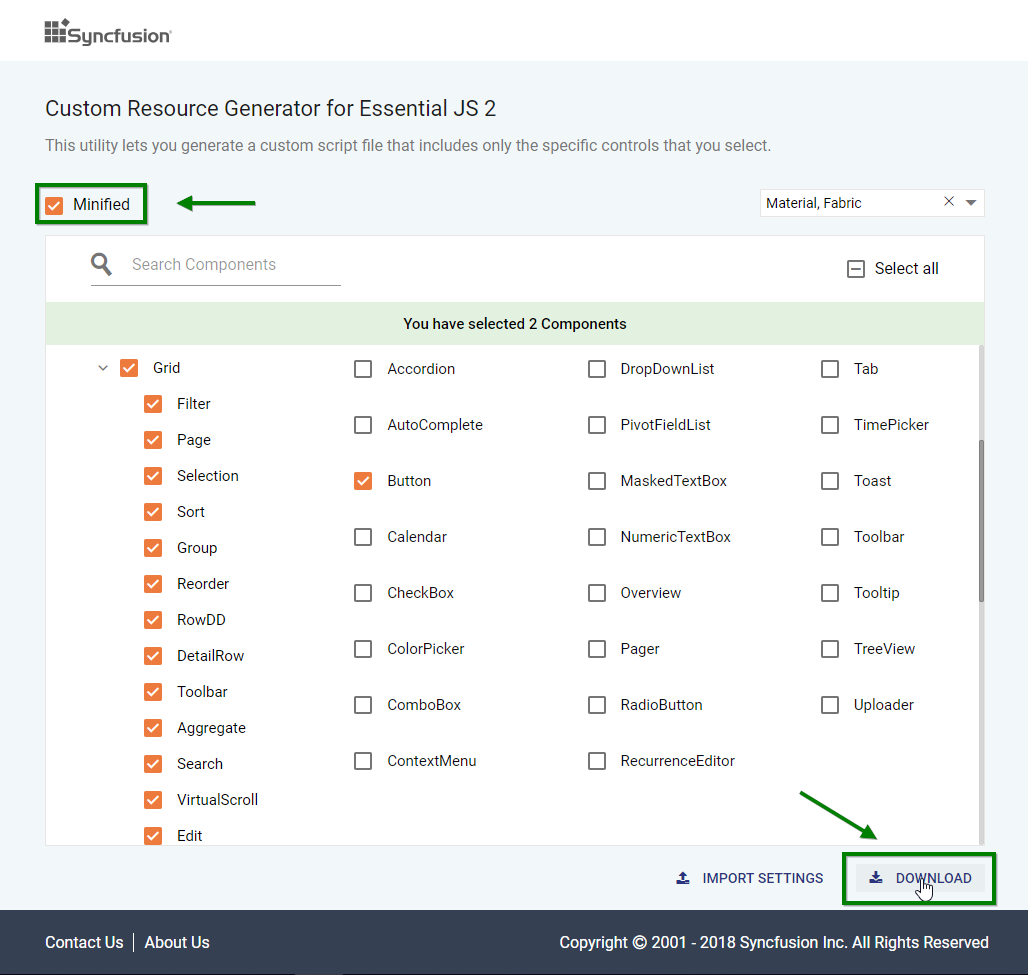 Syncfusion
Custom Resource Generator for Essential JS 2
This utility lets you generate a custom script file that includes only the specific controls that you select.
Minified
Material, Fabric
Search Components
Select all
You have selected 2 Components
Grid
Filter
Page
Selection
Sort
Group
Reorder
RowDD
DetailRow
Toolbar
Aggregate
Search
VirtualScroll
Edit
Accordion
AutoComplete
Button
Calendar
CheckBox
ColorPicker
ComboBox
ContextMenu
DropDownList
PivotFieldList
MaskedTextBox
NumericTextBox
Overview
Pager
RadioButton
RecurrenceEditor
Tab
TimePicker
Toast
Toolbar
Tooltip
TreeView
Uploader
IMPORT SETTINGS
DOWNLOAD
Contact Us | About Us
Copyright © 2001 - 2018 Syncfusion Inc. All Rights Reserved